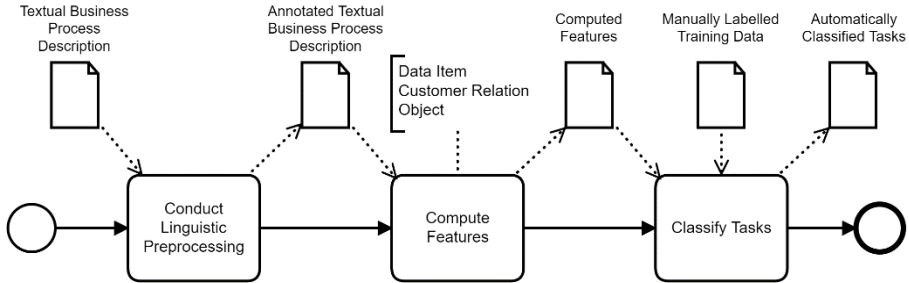 Textual Business
Process
Description
Annotated Textual
Business Process
Description
Data Item
Customer Relation
Object
Computed
Features
Manually Labelled
Training Data
Automatically
Classified Tasks
Conduct
Linguistic
Preprocessing
Compute
Features
Classify Tasks